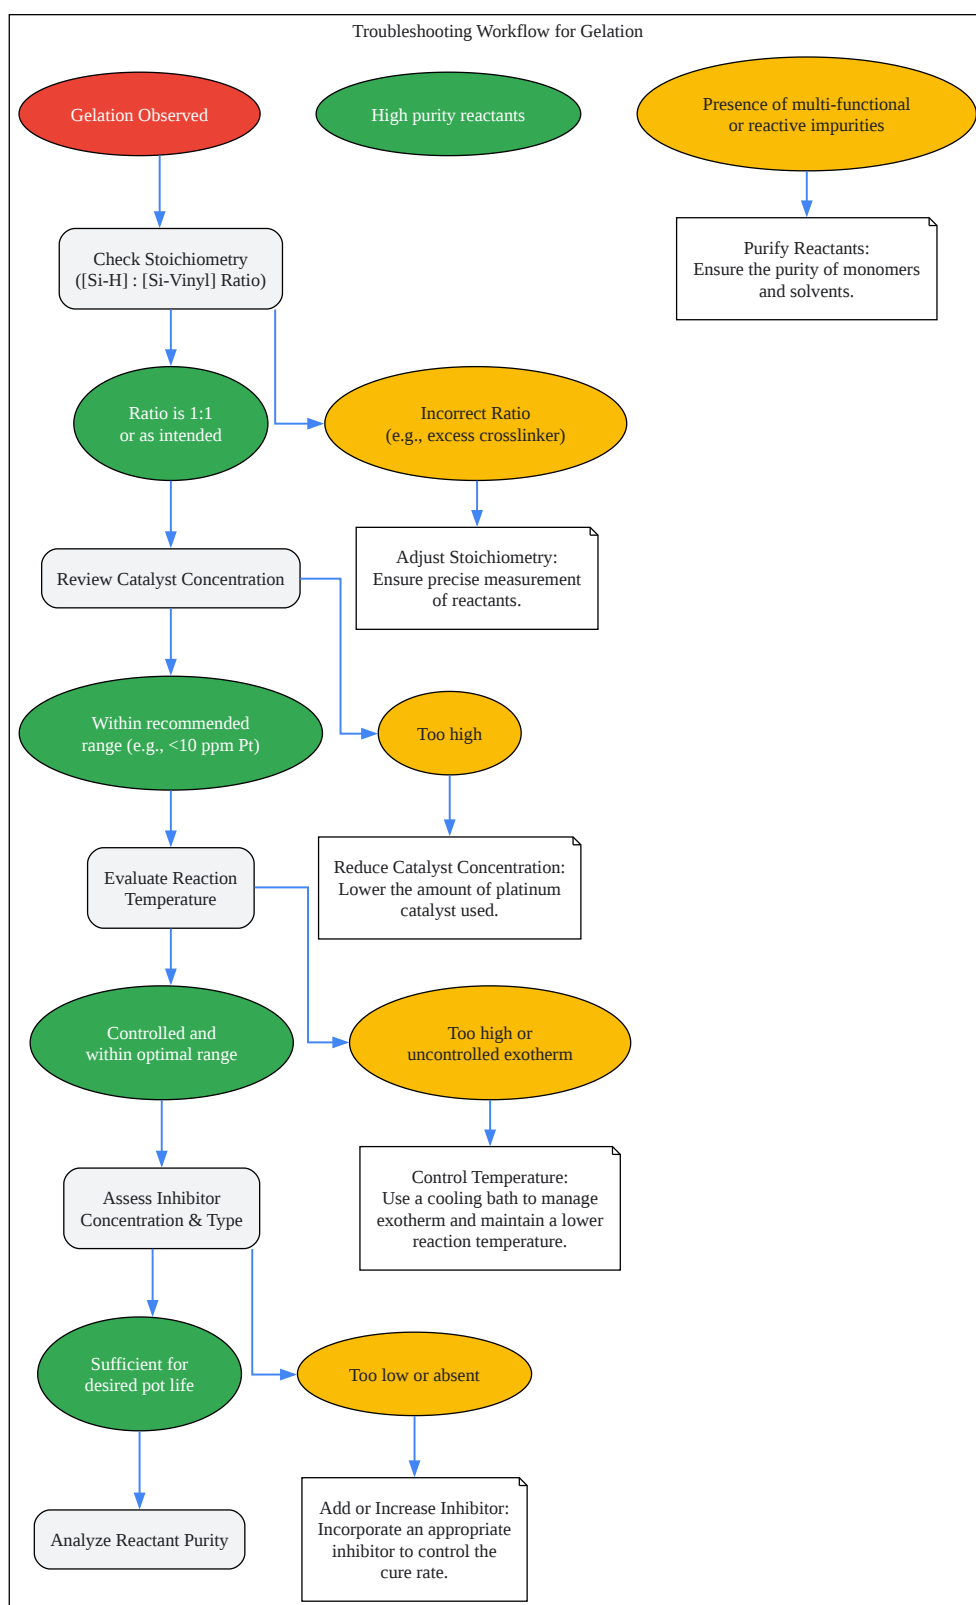 Troubleshooting Workflow for Gelation
Gelation Observed
High purity reactants
Presence of multi-functional
or reactive impurities
Check Stoichiometry
([Si-H] : [Si-Vinyl] Ratio)
Purify Reactants:
Ensure the purity of monomers
and solvents.
Ratio is 1:1
or as intended
Incorrect Ratio
(e.g., excess crosslinker)
Review Catalyst Concentration
Adjust Stoichiometry:
Ensure precise measurement
of reactants.
Within recommended
range (e.g., <10 ppm Pt)
Too high
Evaluate Reaction
Temperature
Reduce Catalyst Concentration:
Lower the amount of platinum
catalyst used.
Controlled and
within optimal range
Too high or
uncontrolled exotherm
Assess Inhibitor
Concentration & Type
Control Temperature:
Use a cooling bath to manage
exotherm and maintain a lower
reaction temperature.
Sufficient for
desired pot life
Too low or absent
Analyze Reactant Purity
Add or Increase Inhibitor:
Incorporate an appropriate
inhibitor to control the
cure rate.